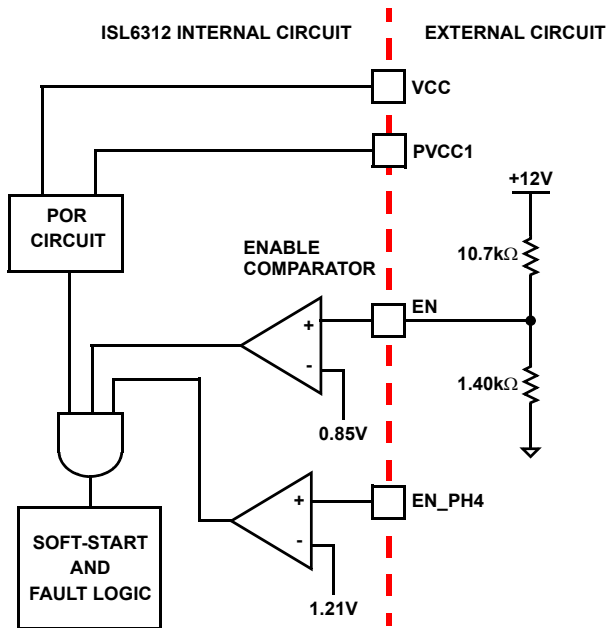 ISL6312 INTERNAL CIRCUIT
EXTERNAL CIRCUIT
VCC
PVCC1
+12V
POR
CIRCUIT
10.7kΩ
ENABLE
COMPARATOR
EN
+
-
1.40kΩ
0.85V
EN_PH4
+
-
SOFT-START
AND
FAULT LOGIC
1.21V